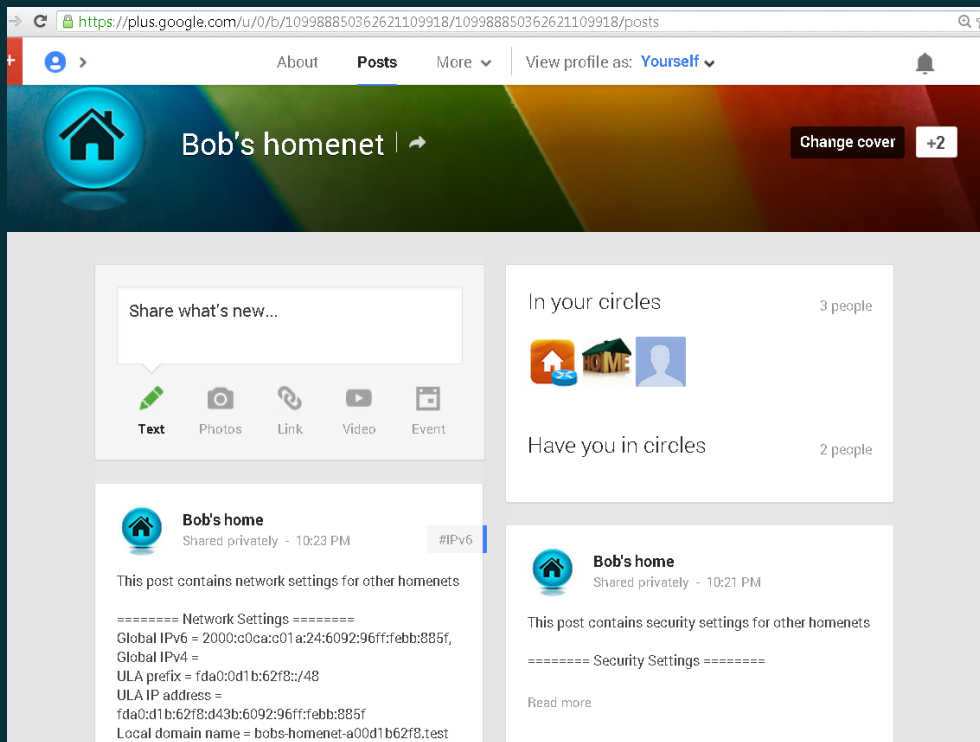 https://plus.google.com/u/0/b/109988850362621109918/109988850362621109918/posts
+
About Posts More View profile as: Yourself
Bob's homenet
Change cover +2
Share what's new...
Text Photos Link Video Event
In your circles 3 people
HOME
Have you in circles 2 people
Bob's home
Shared privately - 10:23 PM #IPv6
This post contains network settings for other homenets
======== Network Settings ========
Global IPv6 = 2000:c0ca:c01a:24:6092:96ff:febb:885f,
Global IPv4 =
ULA prefix = fda0:0d1b:62f8::/48
ULA IP address =
fda0:d1b:62f8:d43b:6092:96ff:febb:885f
Local domain name = bobs-homenet-a00d1b62f8.test
Bob's home
Shared privately - 10:21 PM
This post contains security settings for other homenets
======== Security Settings ========
Read more